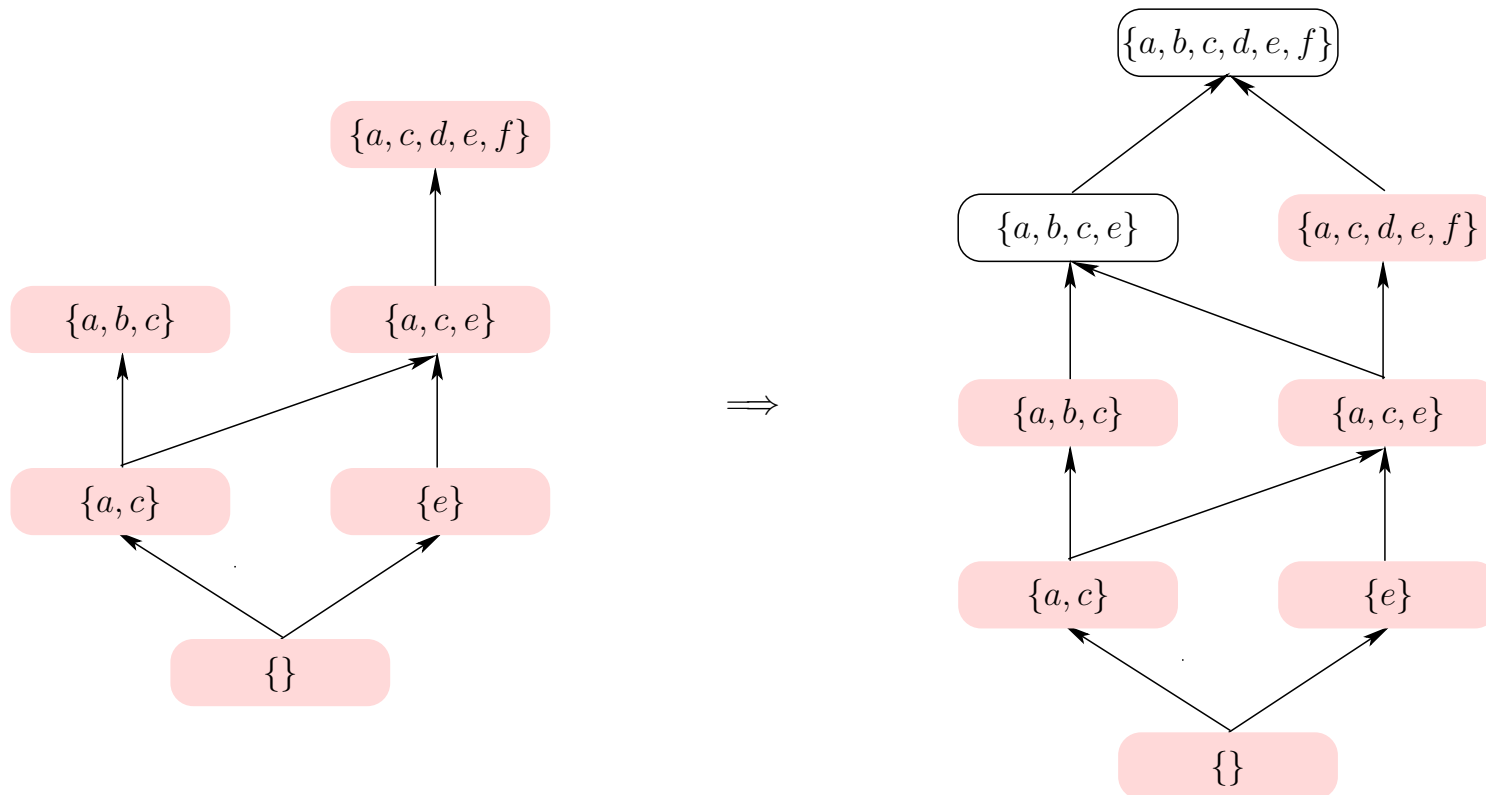 {a, c, d, e, f}
{a, b, c}
{a, c, e}
{a, c}
{e}
{}
⟹
{a, b, c, d, e, f}
{a, b, c, e}
{a, c, d, e, f}
{a, b, c}
{a, c, e}
{a, c}
{e}
{}